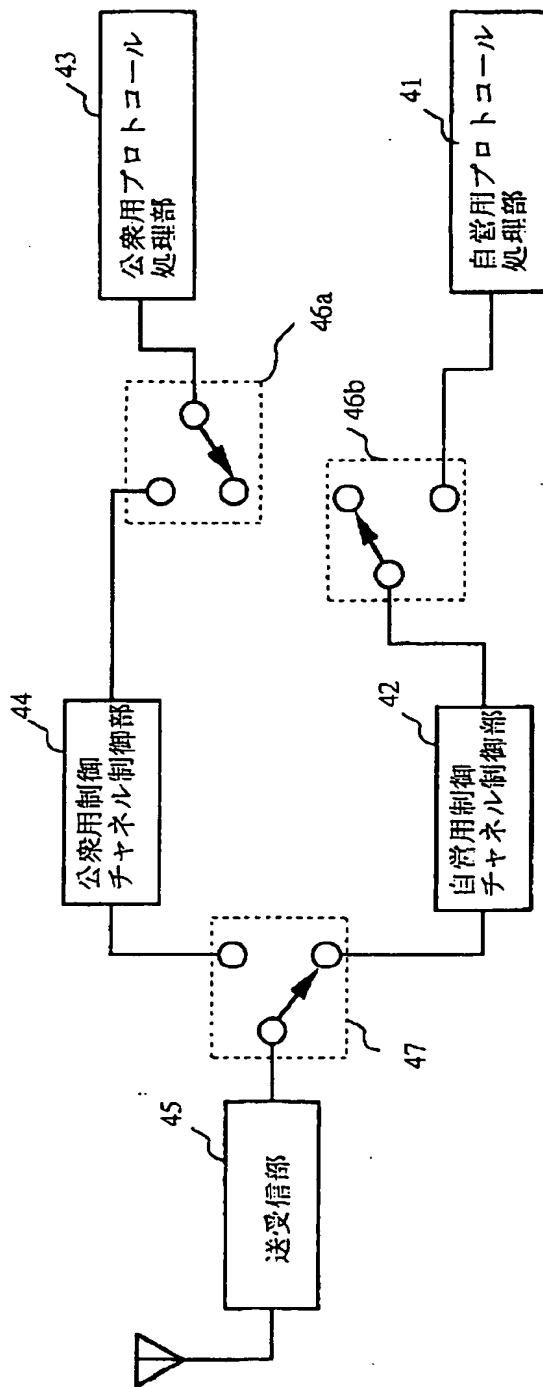 43
公衆用プロトコール
処理部
46a
44
公衆用制御
チャネル制御部
47
45
送受信部
46b
42
自営用制御
チャネル制御部
41
自営用プロトコール
処理部